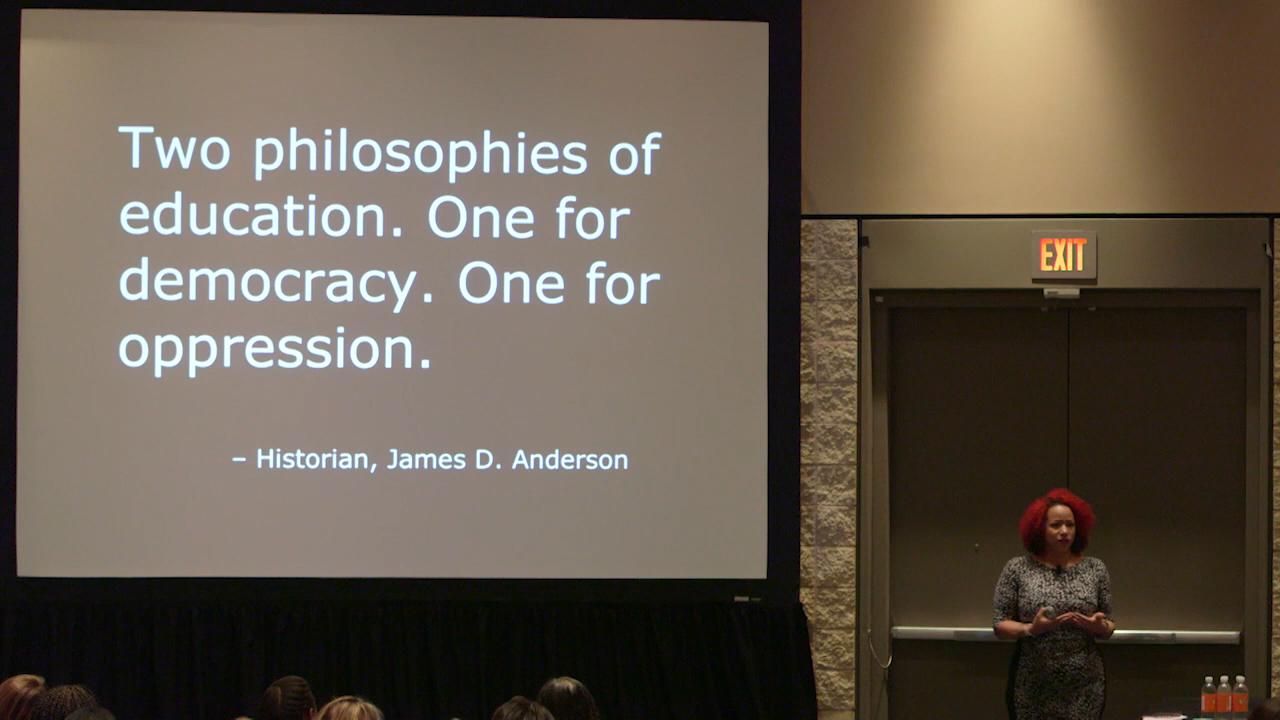 Two philosophies of
education. One for
democracy. One for
oppression.
– Historian, James D. Anderson
EXIT